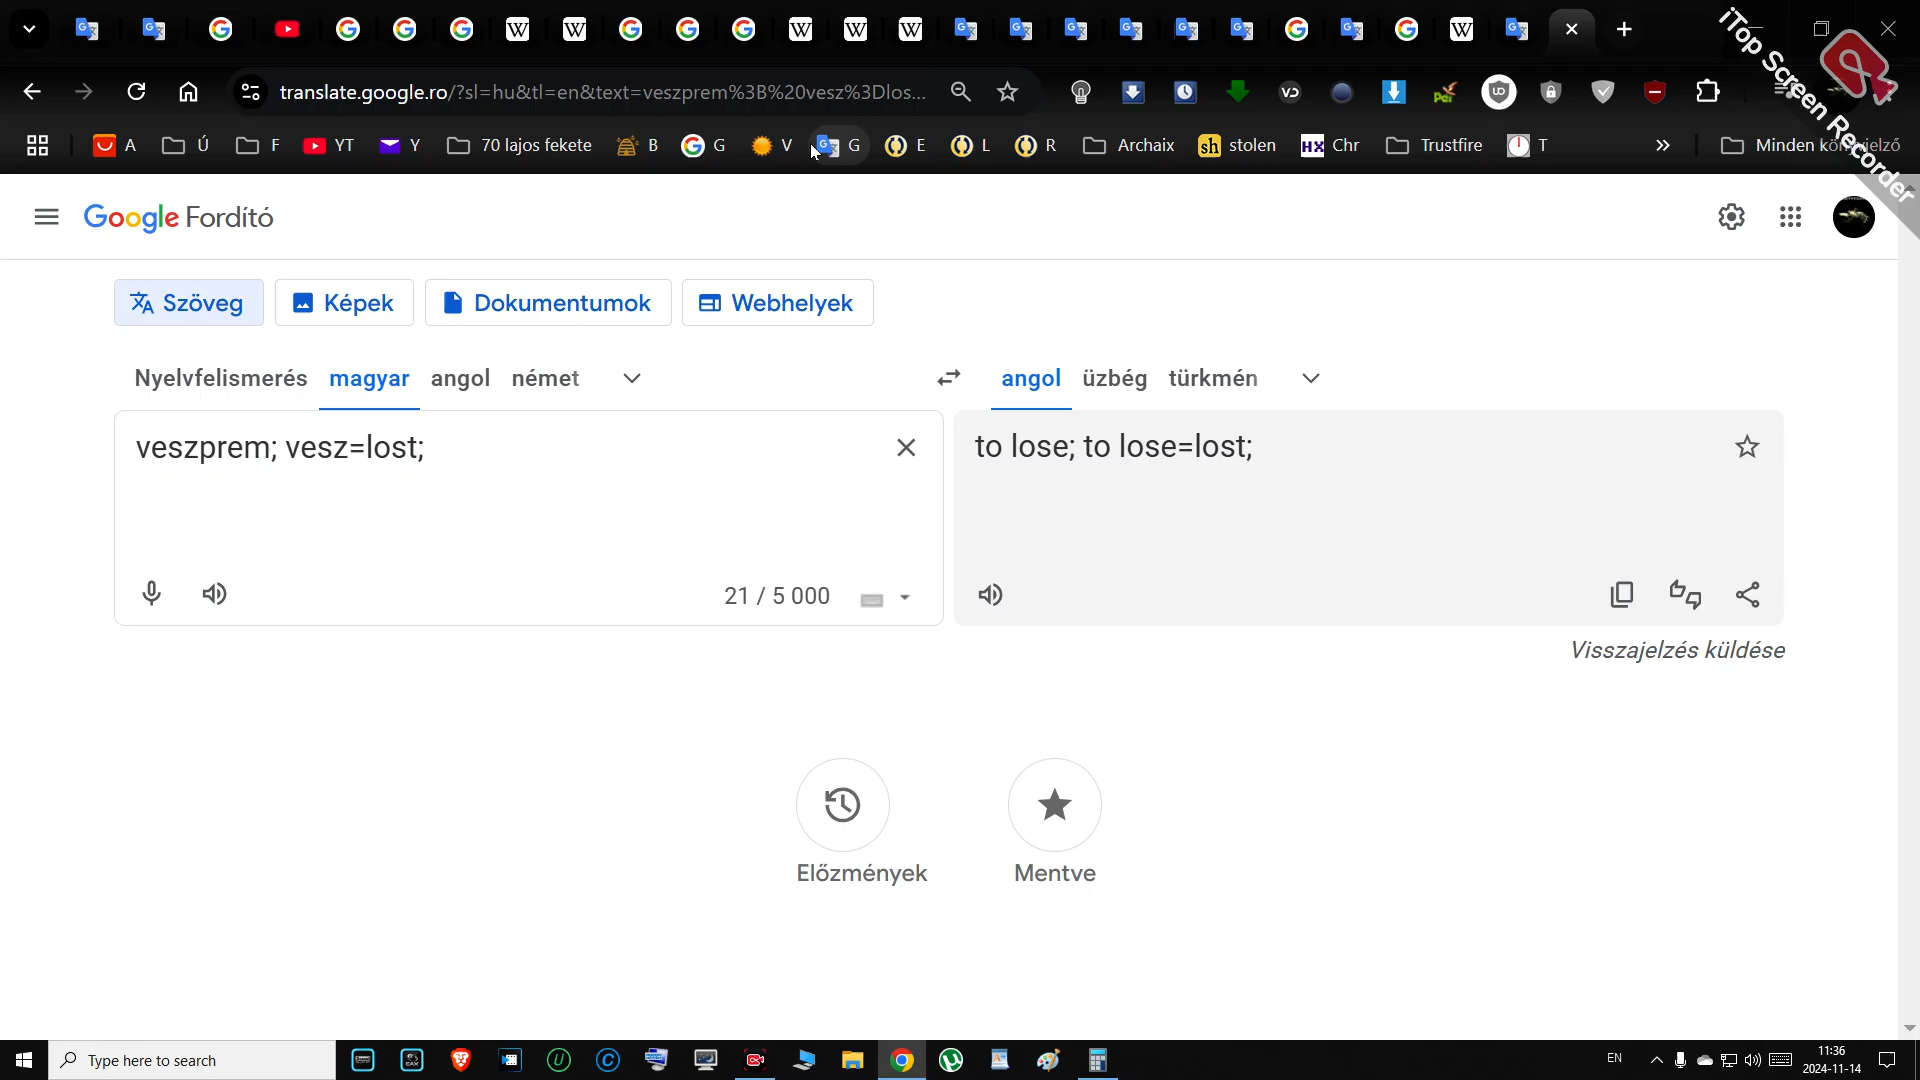 translate.google.ro/?sl=hu&tl=en&text=veszprem%3B%20vesz%3Dlos...
iTop Screen Recorder
A
Ú
F
YT
Y
70 lajos fekete
B
G
V
G
E
L
R
Archaix
sh stolen
HX Chr
Trustfire
T
Google Fordító
Szöveg
Képek
Dokumentumok
Webhelyek
Nyelvfelismerés magyar angol német
angol üzbég türkmén
veszprem; vesz=lost;
to lose; to lose=lost;
21 / 5 000
Visszajelzés küldése
Előzmények
Mentve
Type here to search
EN
11:36
2024-11-14